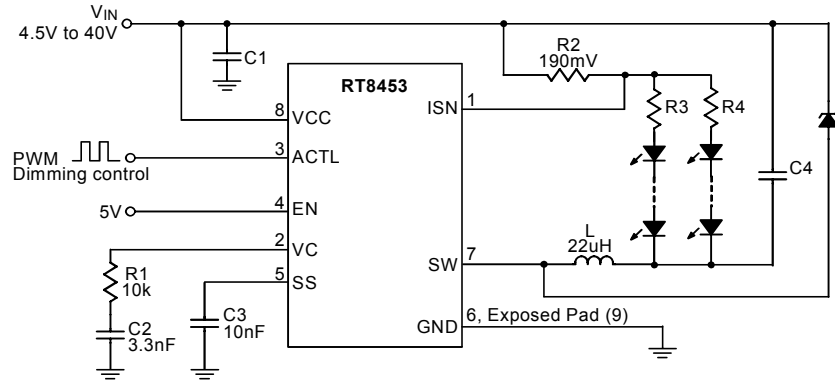 VIN
4.5V to 40V
C1
R2
190mV
RT8453
1
ISN
R3
R4
8
VCC
3
ACTL
PWM
Dimming control
C4
5V
4
EN
L
22uH
2
VC
7
SW
R1
10k
5
SS
C3
10nF
C2
3.3nF
GND
6, Exposed Pad (9)